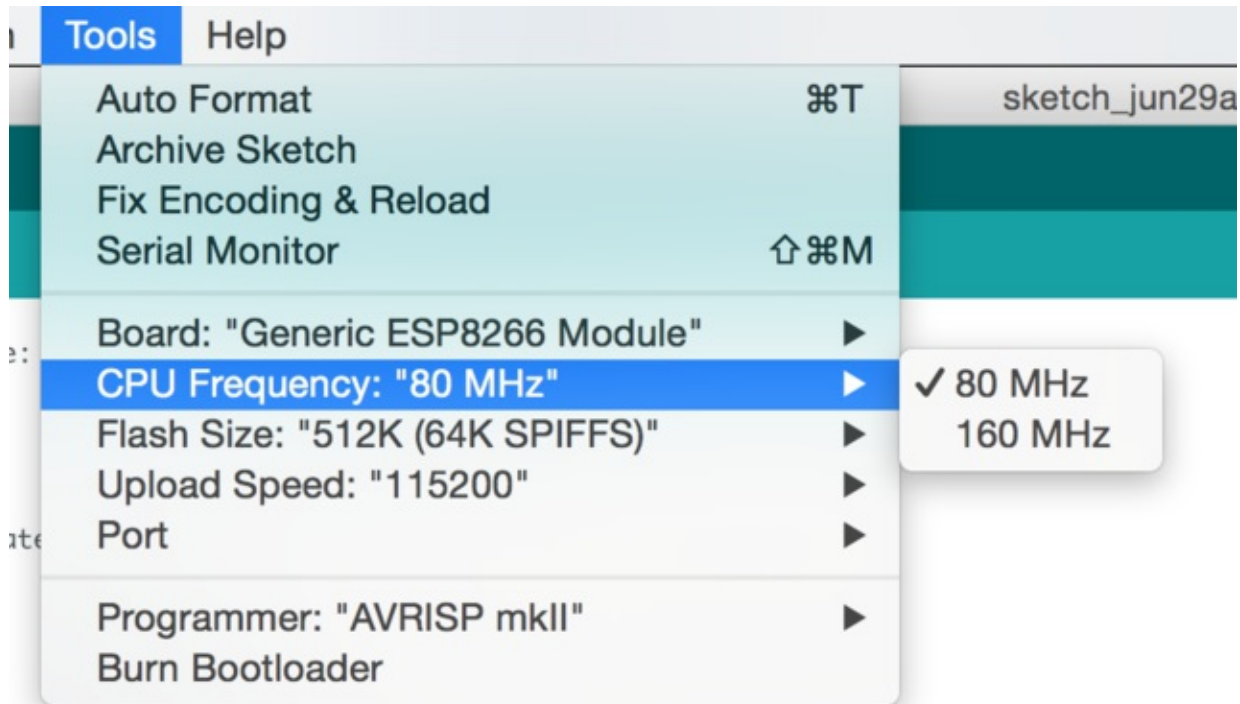 Tools Help
sketch_jun29a
Auto Format ⌘T
Archive Sketch
Fix Encoding & Reload
Serial Monitor ⇧⌘M
Board: "Generic ESP8266 Module" ▶
CPU Frequency: "80 MHz" ▶
✓ 80 MHz
160 MHz
Flash Size: "512K (64K SPIFFS)" ▶
Upload Speed: "115200" ▶
Port ▶
Programmer: "AVRISP mkII" ▶
Burn Bootloader